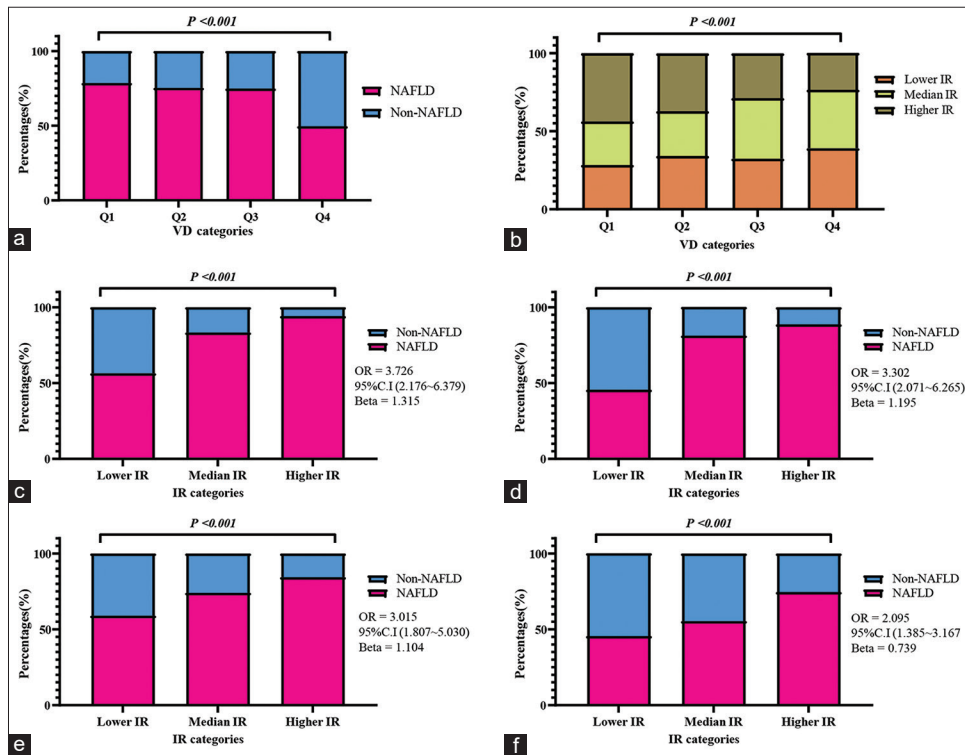 P <0.001
100
50
0
Percentages(%)
Q1 Q2 Q3 Q4
VD categories
NAFLD
Non-NAFLD
a
P <0.001
100
50
0
Percentages(%)
Q1 Q2 Q3 Q4
VD categories
Lower IR
Median IR
Higher IR
b
P <0.001
100
50
0
Percentages(%)
Lower IR Median IR Higher IR
IR categories
Non-NAFLD
NAFLD
OR = 3.726
95%C.I (2.176~6.379)
Beta = 1.315
c
P <0.001
100
50
0
Percentages(%)
Lower IR Median IR Higher IR
IR categories
Non-NAFLD
NAFLD
OR = 3.302
95%C.I (2.071~6.265)
Beta = 1.195
d
P <0.001
100
50
0
Percentages(%)
Lower IR Median IR Higher IR
IR categories
Non-NAFLD
NAFLD
OR = 3.015
95%C.I (1.807~5.030)
Beta = 1.104
e
P <0.001
100
50
0
Percentages(%)
Lower IR Median IR Higher IR
IR categories
Non-NAFLD
NAFLD
OR = 2.095
95%C.I (1.385~3.167
Beta = 0.739
f